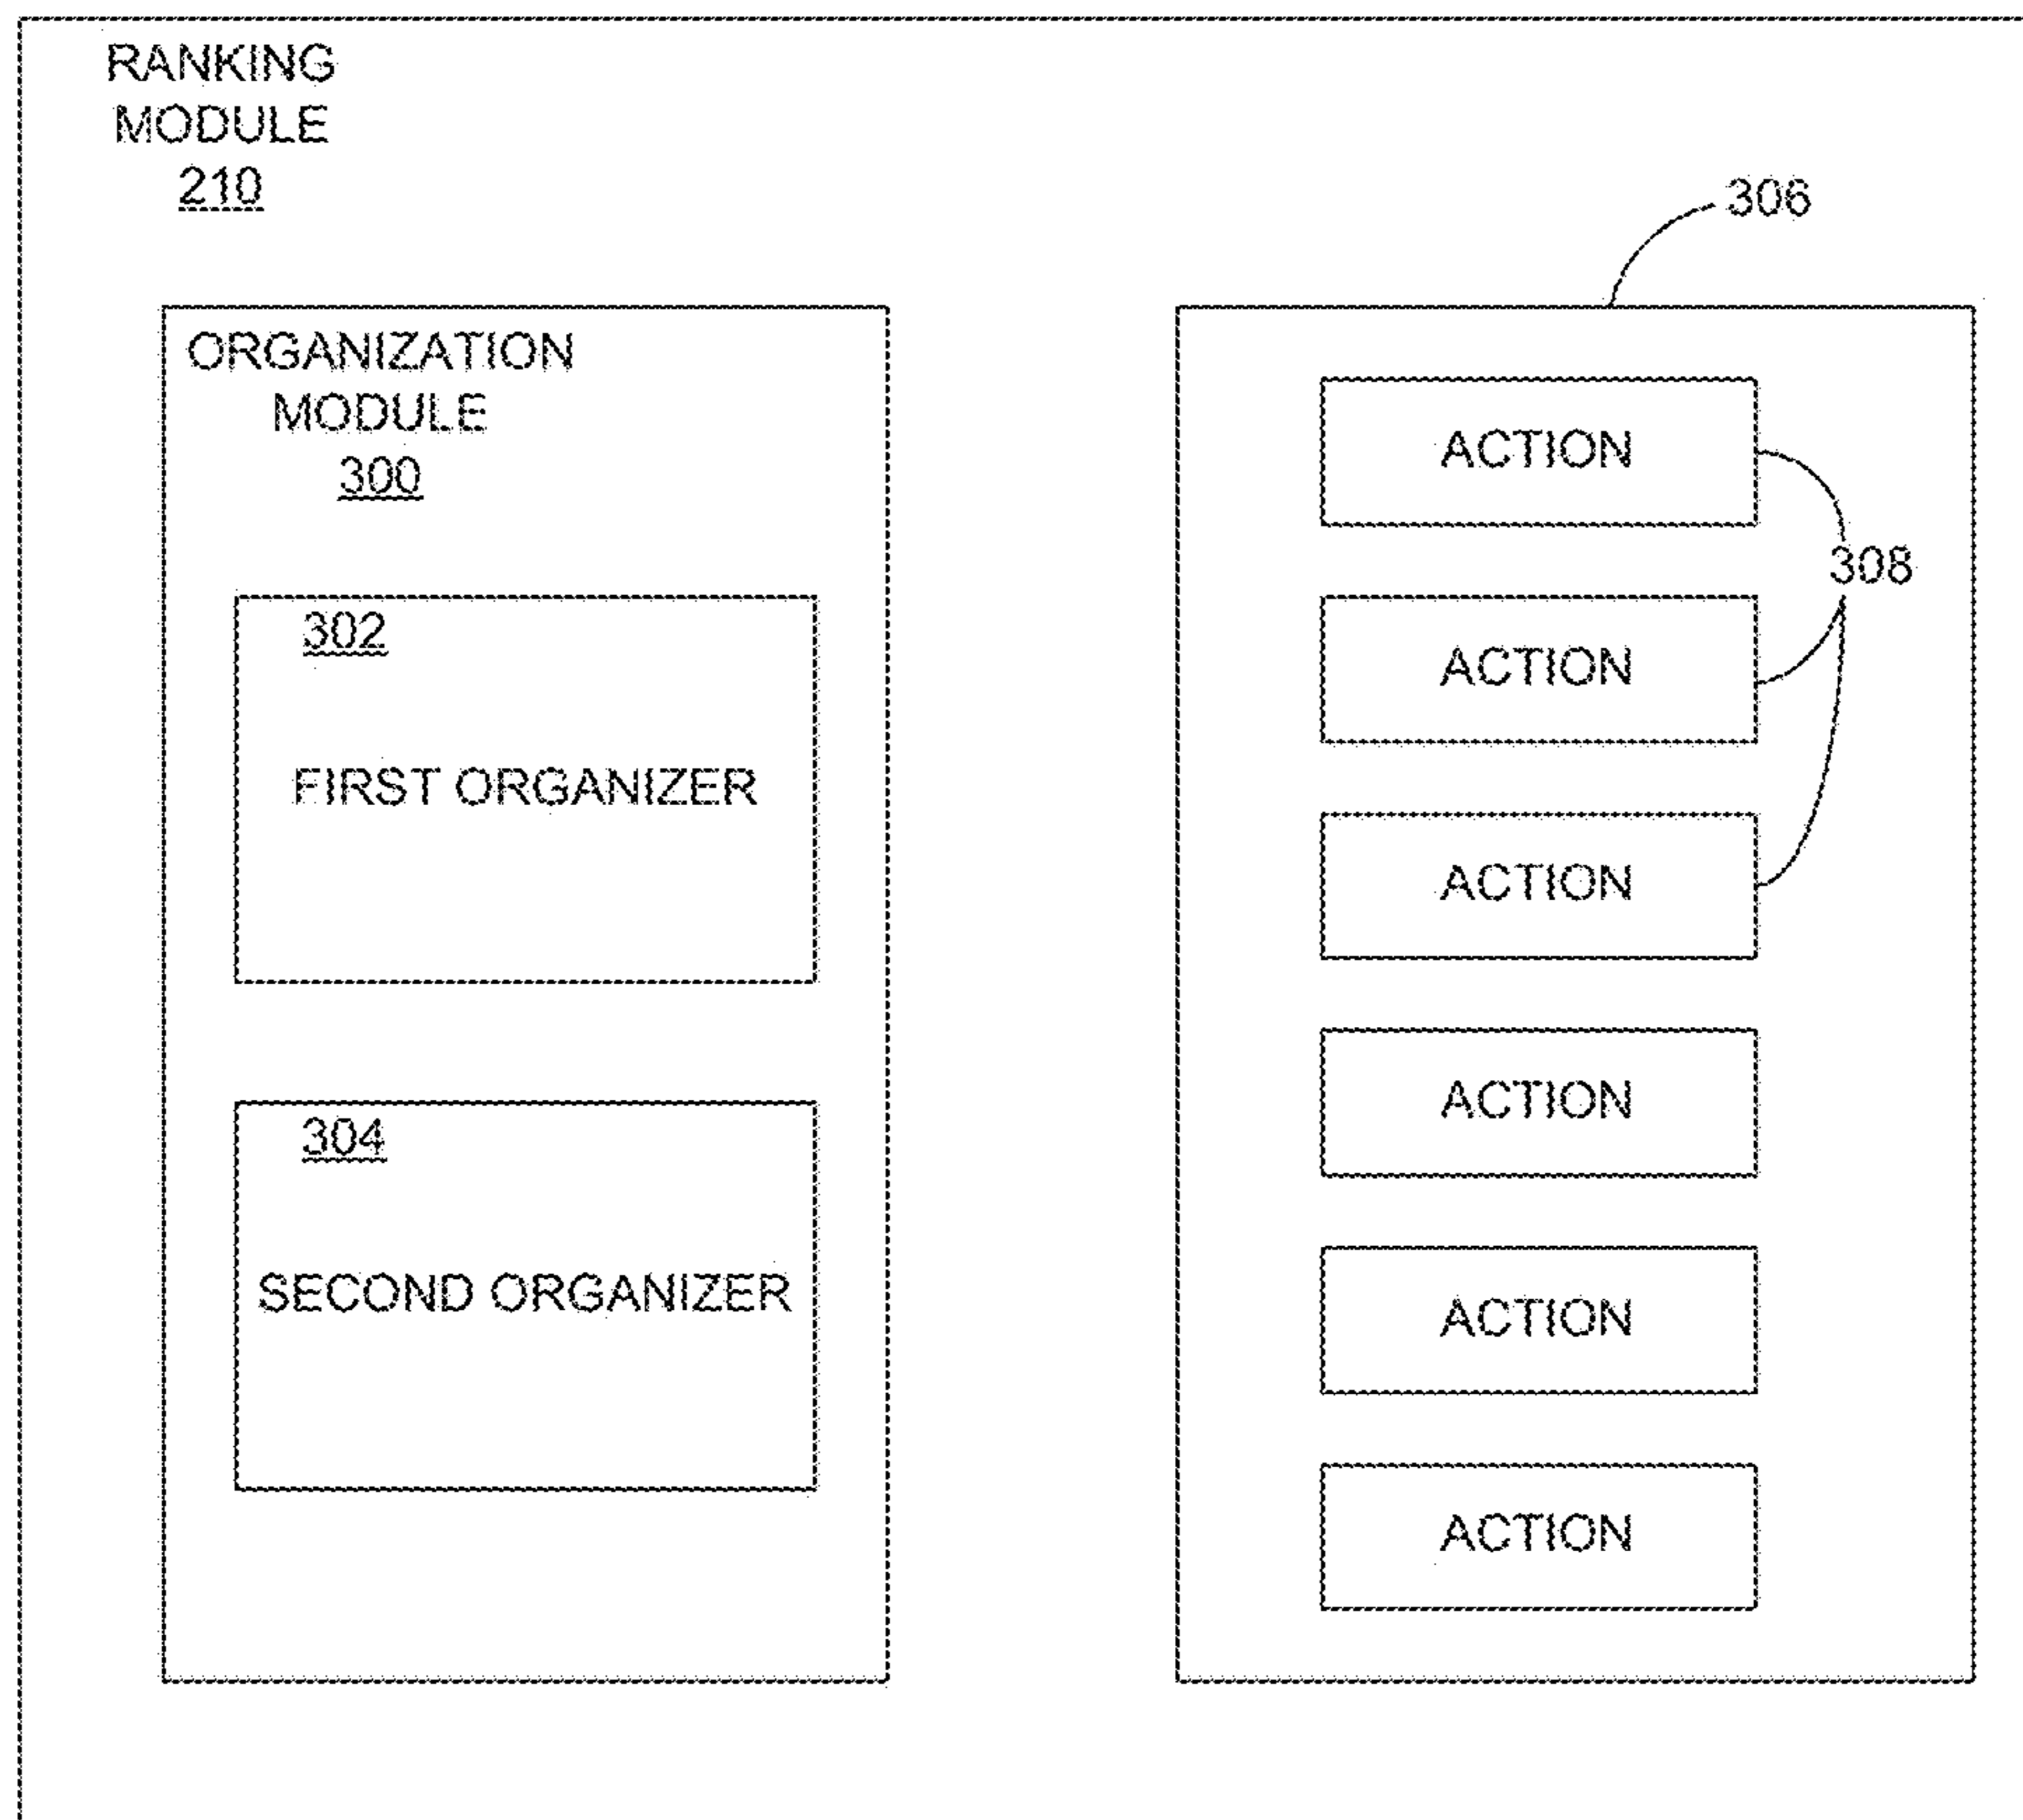 RANKING
MODULE
210
306
ORGANIZATION
MODULE
300
302
FIRST ORGANIZER
304
SECOND ORGANIZER
ACTION
308
ACTION
ACTION
ACTION
ACTION
ACTION